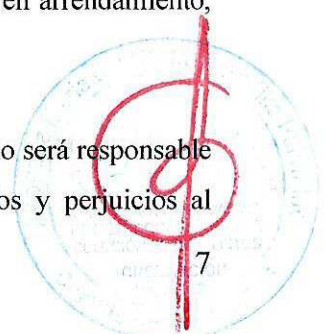 en arrendamiento,
o será responsable
os y perjuicios al
7